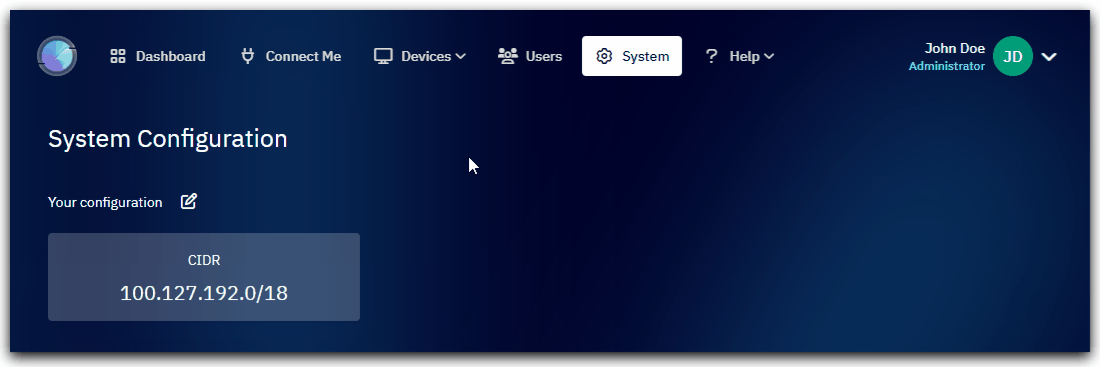 Dashboard Connect Me Devices Users System ? Help John Doe JD
Administrator
System Configuration
Your configuration
CIDR
100.127.192.0/18